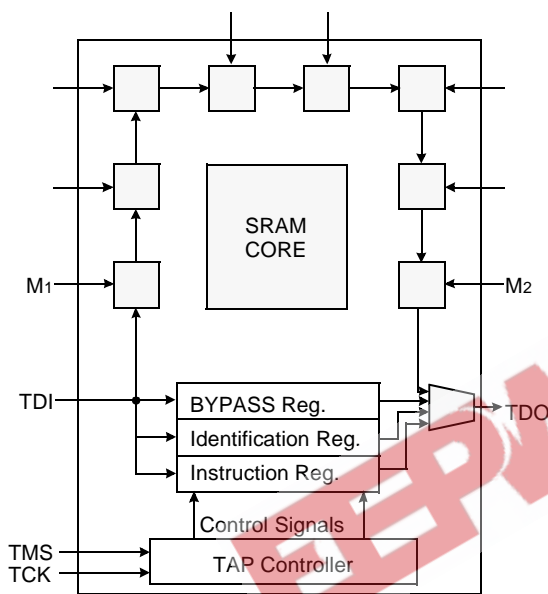 SRAM
CORE
M1
M2
TDI
BYPASS Reg.
TDO
Identification Reg.
Instruction Reg.
Control Signals
TMS
TCK
TAP Controller